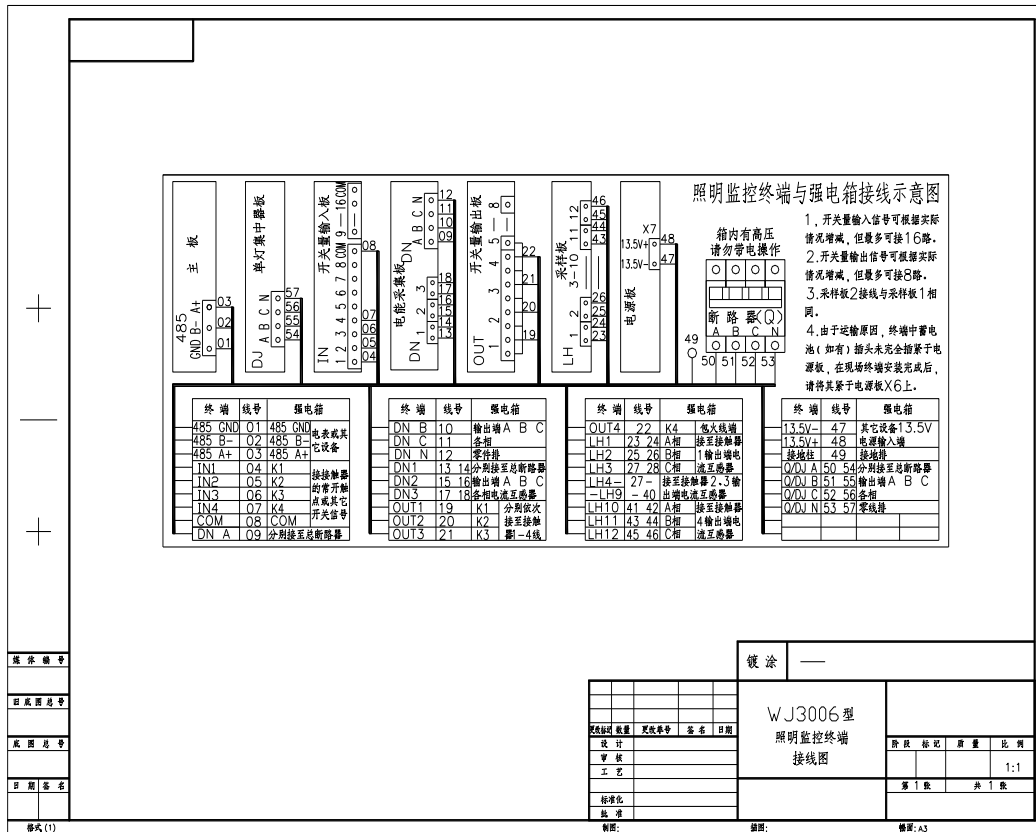 照明监控终端与强电箱接线示意图
主 板
485
GND B- A+
03
02
01
单灯集中器板
DJ
A B C N
57
56
55
54
开关量输入板
IN
1 2 3 4 5 6 7 8 COM 9—16COM
08
07
06
05
04
电能采集板
DN
A B C N
12
11
10
09
DN 1 2 3
18
17
16
15
14
13
开关量输出板
OUT
1 2 3 4 5—8
22
21
20
19
采样板
LH
1 2 3-10 11 12
46
45
44
43
26
25
24
23
电源板
X7
13.5V+ 48
13.5V- 47
箱内有高压
请勿带电操作
断路器(Q)
A B C N
49
50 51 52 53
1. 开关量输入信号可根据实际
情况增减,但最多可接16路。
2.开关量输出信号可根据实际
情况增减,但最多可接8路。
3.采样板2接线与采样板1相
同。
4.由于运输原因,终端中蓄电
池(如有)插头未完全插紧于电
源板,在现场终端安装完成后,
请将其紧于电源板X6上。
终 端 线号 强电箱
485 GND 01 485 GND 电表或其
485 B- 02 485 B- 它设备
485 A+ 03 485 A+
IN1 04 K1 接接触器
IN2 05 K2 的常开触
IN3 06 K3 点或其它
IN4 07 K4 开关信号
COM 08 COM
DN A 09 分别接至总断路器
终 端 线号 强电箱
DN B 10 输出端A B C
DN C 11 各相
DN N 12 零件排
DN1 13 14 分别接至总断路器
DN2 15 16 输出端A B C
DN3 17 18 各相电流互感器
OUT1 19 K1 分别依次
OUT2 20 K2 接至接触
OUT3 21 K3 器1-4线
终 端 线号 强电箱
OUT4 22 K4 包火线端
LH1 23 24 A相 接至接触器
LH2 25 26 B相 1输出端电
LH3 27 28 C相 流互感器
LH4- 27- 接至接触器2.3输
-LH9 -40 出端电流互感器
LH10 41 42 A相 接至接触器
LH11 43 44 B相 4输出端电
LH12 45 46 C相 流互感器
终 端 线号 强电箱
13.5V- 47 其它设备13.5V
13.5V+ 48 电源输入端
接地柱 49 接地排
Q/DJ A 50 54 分别接至总断路器
Q/DJ B 51 55 输出端A B C
Q/DJ C 52 56 各相
Q/DJ N 53 57 零线排
媒体编号
旧底图总号
底图总号
日期 签名
格式(1)
镀涂 —
更改标记 数量 更改单号 签名 日期
设 计
审 核
工 艺
标准化
批 准
WJ3006型
照明监控终端
接线图
阶段 标记 质量 比例
1:1
第 1 张 共 1 张
制图:
描图:
幅面:A3